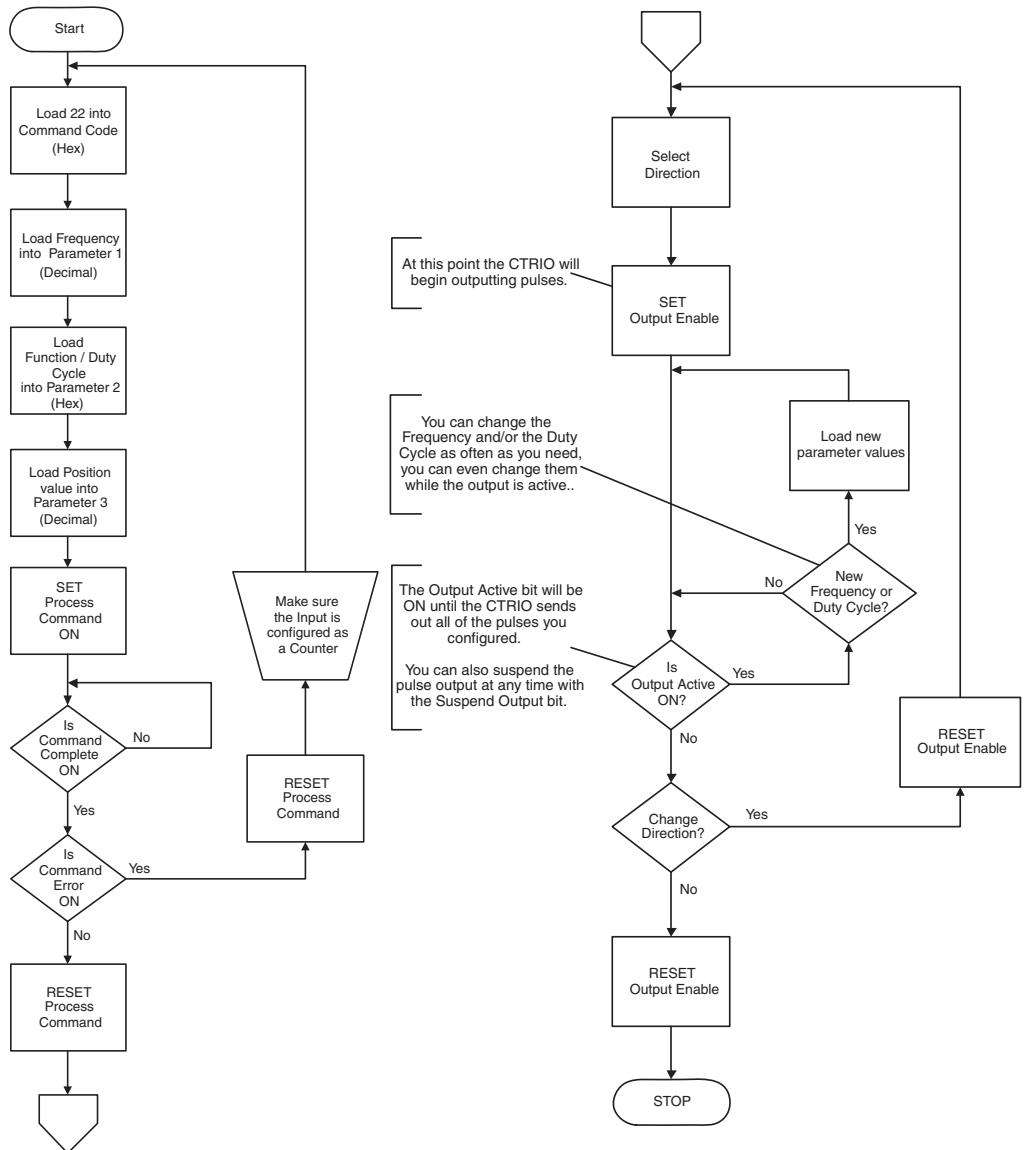 Start
Load 22 into
Command Code
(Hex)
Load Frequency
into Parameter 1
(Decimal)
Load
Function / Duty
Cycle
into Parameter 2
(Hex)
Load Position
value into
Parameter 3
(Decimal)
SET
Process
Command
ON
Is
Command
Complete
ON
No
Yes
Is
Command
Error
ON
Yes
No
RESET
Process
Command
Make sure
the Input is
configured as
a Counter
RESET
Process
Command
Select
Direction
At this point the CTRIO will
begin outputting pulses.
SET
Output Enable
You can change the
Frequency and/or the Duty
Cycle as often as you need,
you can even change them
while the output is active..
Load new
parameter values
Yes
New
Frequency or
Duty Cycle?
No
The Output Active bit will be
ON until the CTRIO sends
out all of the pulses you
configured.
You can also suspend the
pulse output at any time with
the Suspend Output bit.
Is
Output Active
ON?
Yes
No
RESET
Output Enable
Change
Direction?
Yes
No
RESET
Output Enable
STOP